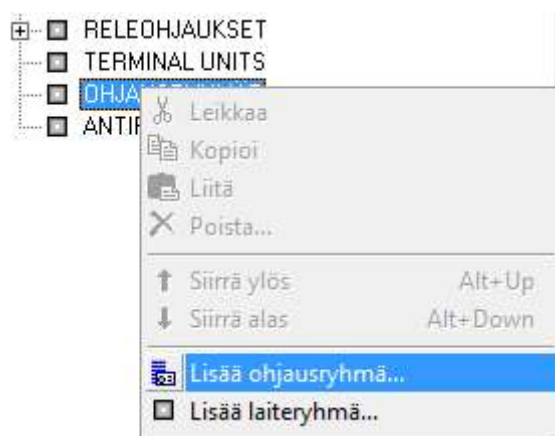 RELEOHJAUKSET
TERMINAL UNITS
Leikkaa
Kopioi
Liitä
Poista...
Siirrä ylös Alt+Up
Siirrä alas Alt+Down
Lisää ohjausryhmä...
Lisää laiteryhmä...